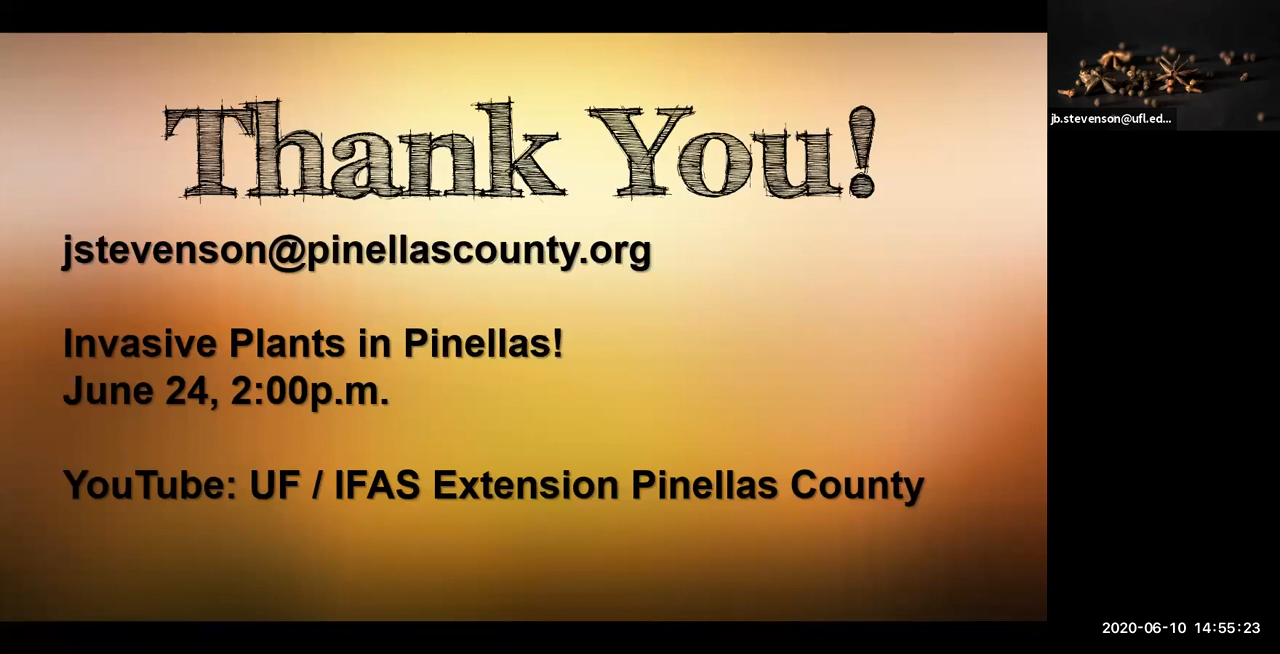 Thank You!
jstevenson@pinellascounty.org
Invasive Plants in Pinellas!
June 24, 2:00p.m.
YouTube: UF / IFAS Extension Pinellas County
jb.stevenson@ufl.ed...
2020-06-10 14:55:23